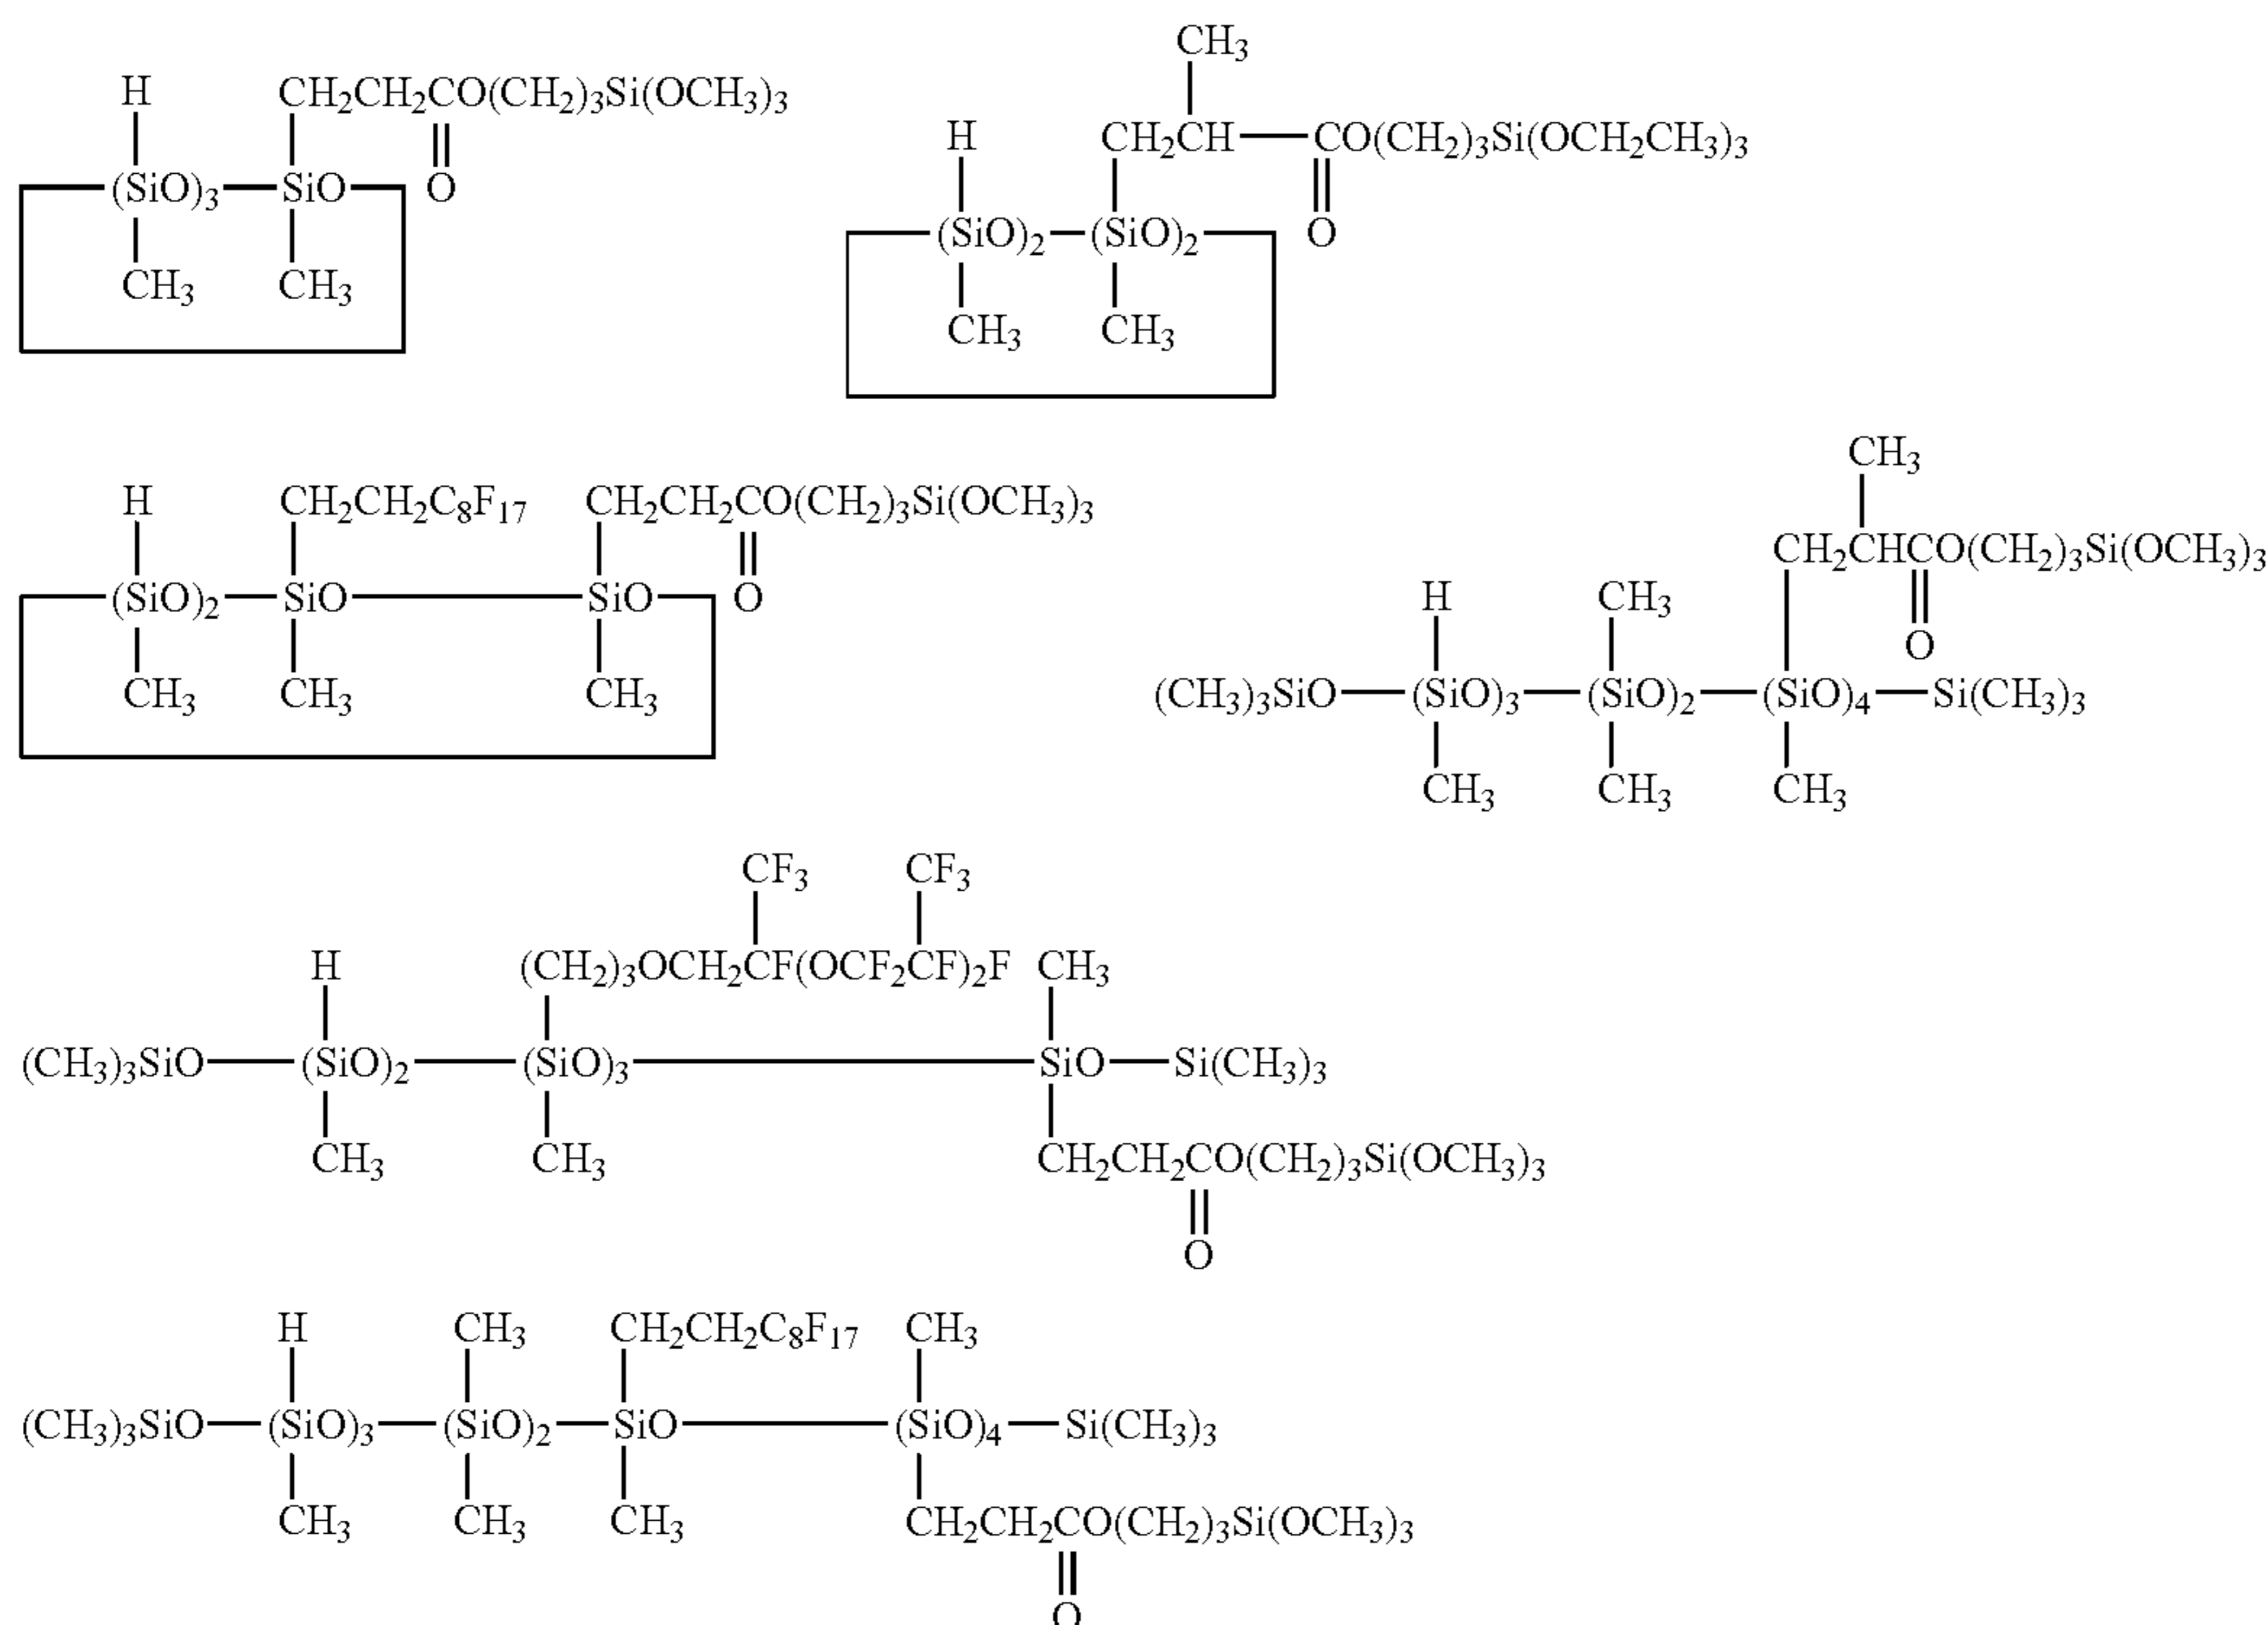 CH₃
H CH₂CH₂CO(CH₂)₃Si(OCH₃)₃
H CH₂CH CO(CH₂)₃Si(OCH₂CH₃)₃
(SiO)₃ SiO O
(SiO)₂ (SiO)₂ O
CH₃ CH₃
CH₃ CH₃
CH₃
H CH₂CH₂C₈F₁₇ CH₂CH₂CO(CH₂)₃Si(OCH₃)₃
CH₂CHCO(CH₂)₃Si(OCH₃)₃
(SiO)₂ SiO SiO O
H CH₃
O
CH₃ CH₃ CH₃
(CH₃)₃SiO (SiO)₃ (SiO)₂ (SiO)₄ Si(CH₃)₃
CH₃ CH₃ CH₃
CF₃ CF₃
H (CH₂)₃OCH₂CF(OCF₂CF)₂F CH₃
(CH₃)₃SiO (SiO)₂ (SiO)₃ SiO Si(CH₃)₃
CH₃ CH₃ CH₂CH₂CO(CH₂)₃Si(OCH₃)₃
O
H CH₃ CH₂CH₂C₈F₁₇ CH₃
(CH₃)₃SiO (SiO)₃ (SiO)₂ SiO (SiO)₄ Si(CH₃)₃
CH₃ CH₃ CH₃ CH₂CH₂CO(CH₂)₃Si(OCH₃)₃
O